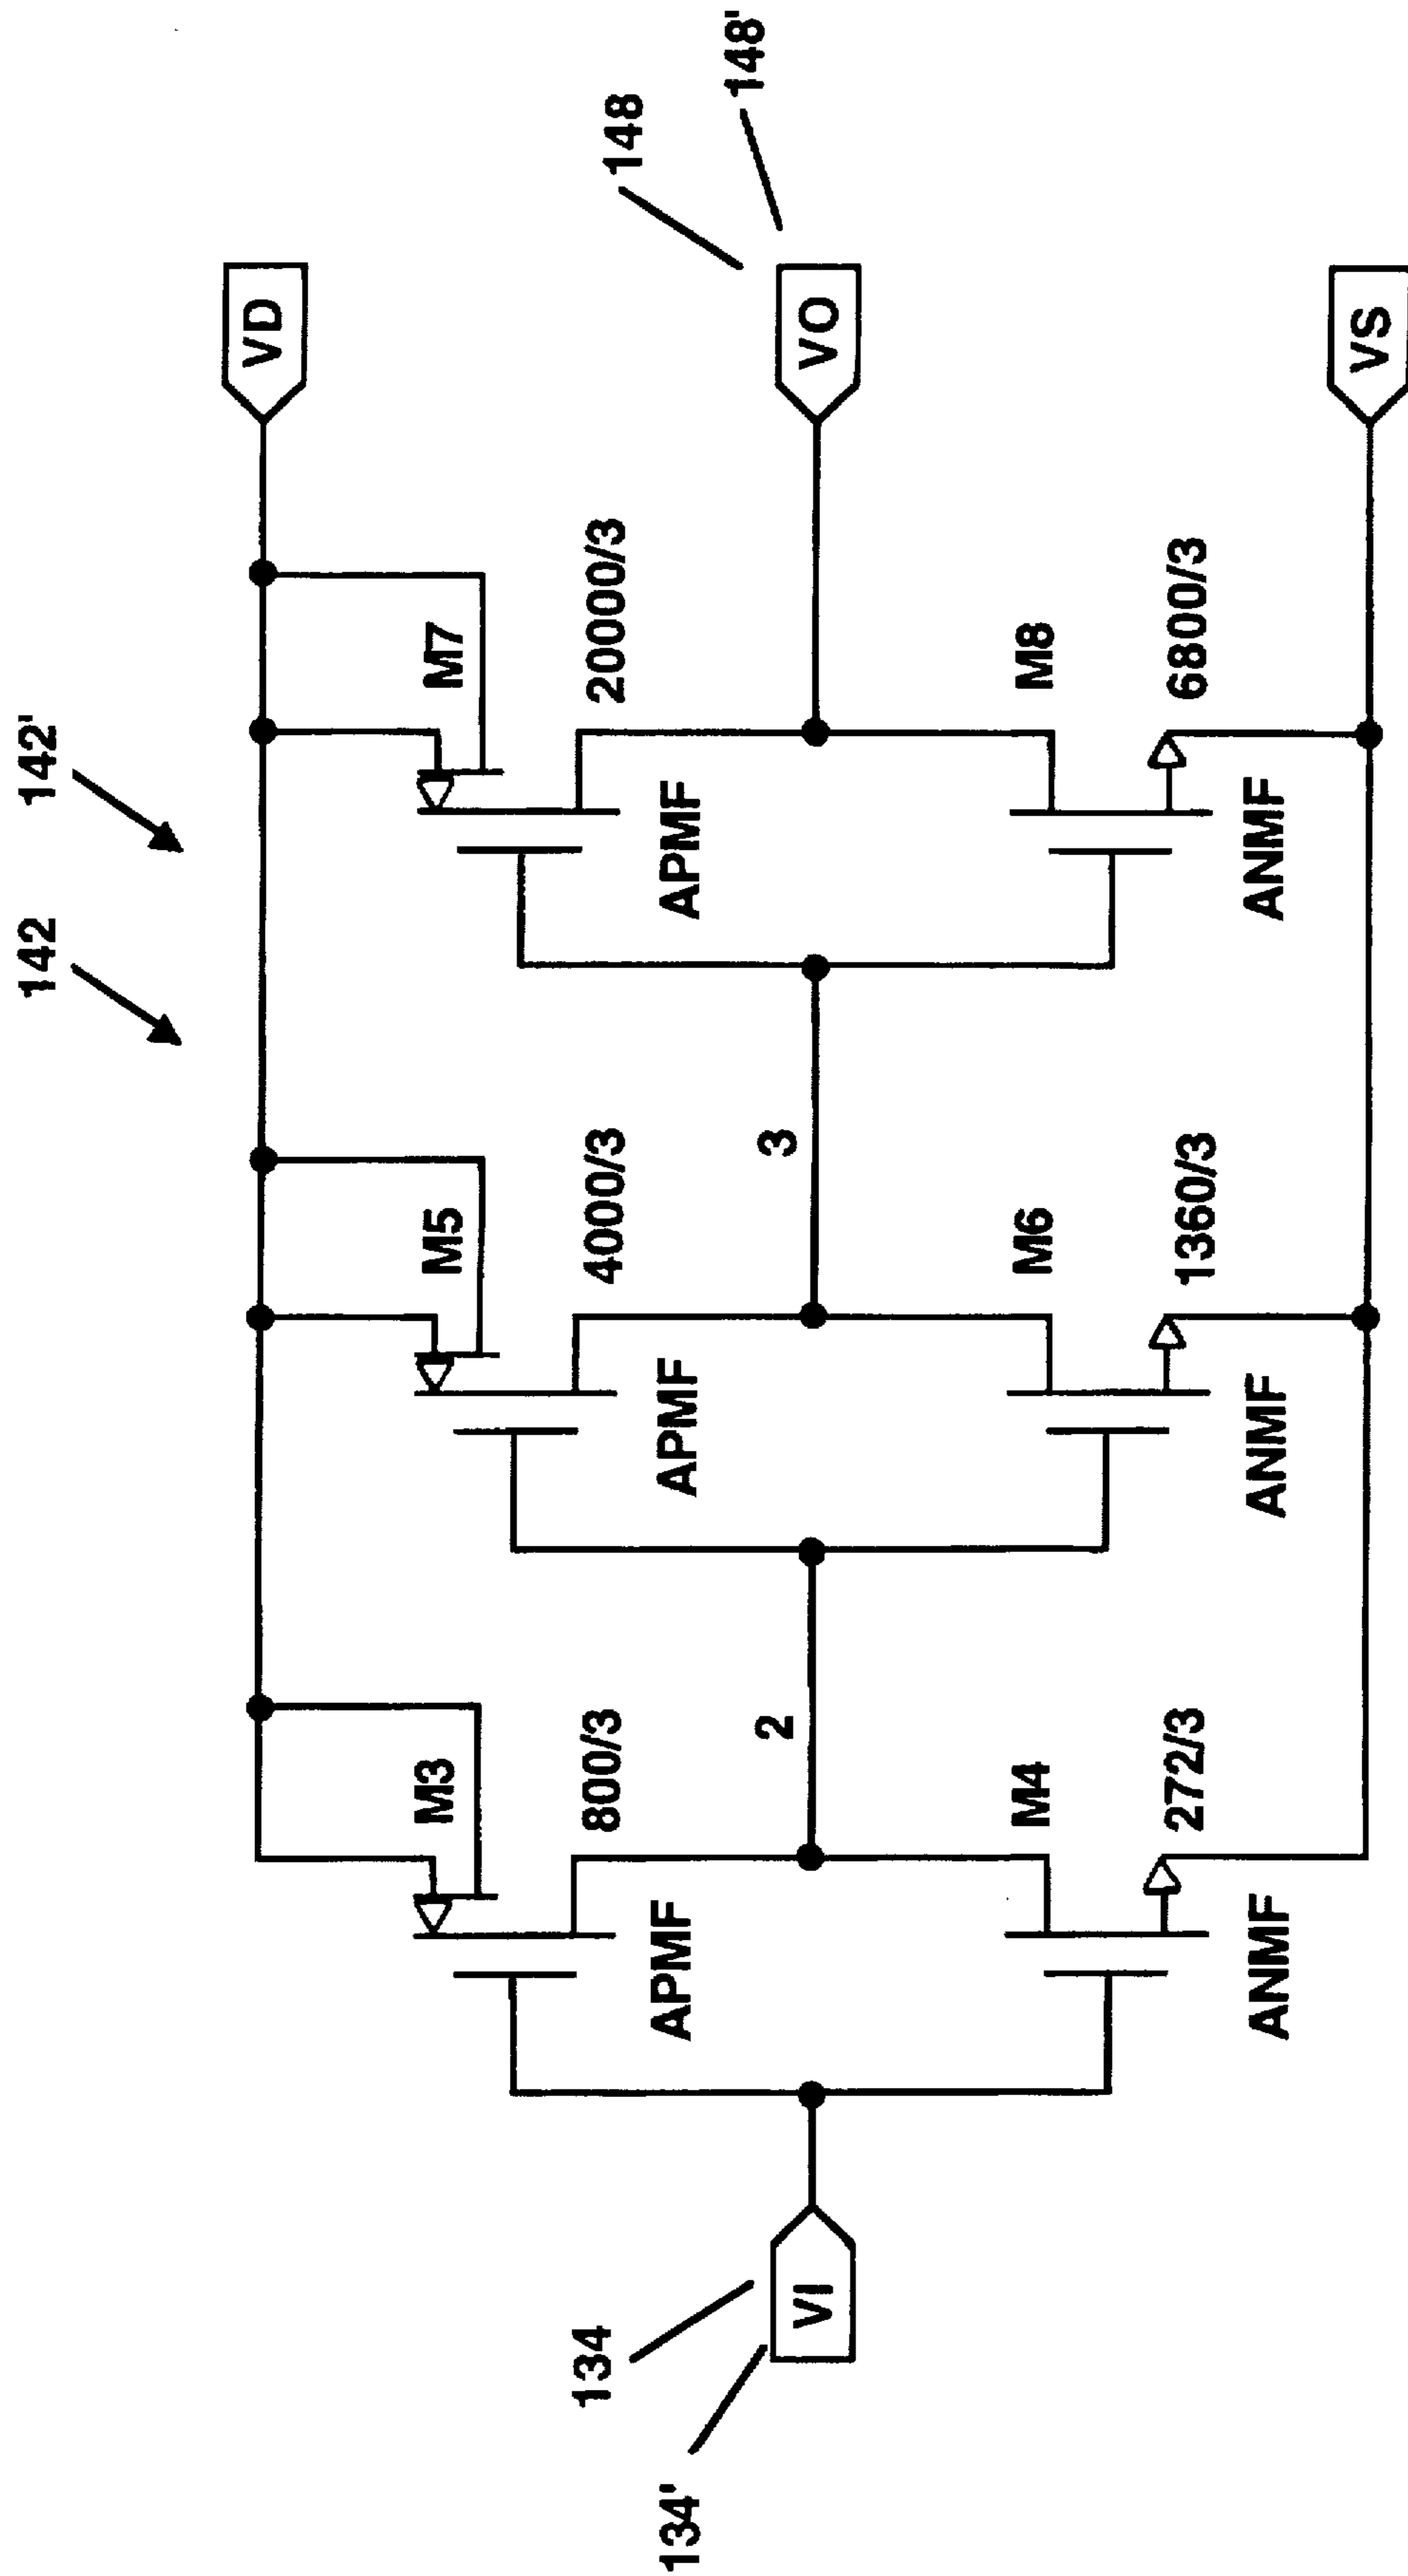 142 142'
VD
M3 M5 M7
800/3 4000/3 20000/3
148
148'
APMF APMF APMF
134
134'
VI
2 3
VO
M4 M6 M8
272/3 1360/3 6800/3
ANMF ANMF ANMF
VS